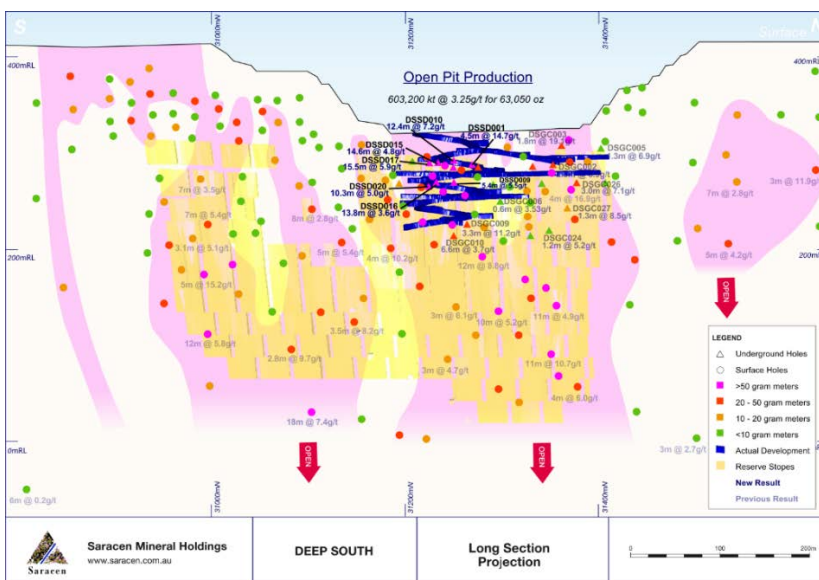 S
N
Surface
31000mN
31200mN
31400mN
400mRL
400mRL
Open Pit Production
603,200 kt @ 3.25g/t for 63,050 oz
DSSD010
12.4m @ 7.2g/t
DSSD001
4.5m @ 14.7g/t
DSGC003
DSSD015
14.6m @ 4.8g/t
DSGC005
DSSD017
15.5m @ 5.9g/t
DSGC002
DSSD020
10.3m @ 5.0g/t
DSSD009
5.4m @ 5.5g/t
DSGC026
3.0m @ 7.1g/t
4m @ 16.9g/t
DSGC006
0.6m @ 3.53g/t
DSGC027
1.3m @ 8.5g/t
DSSD016
13.8m @ 3.6g/t
DSGC009
3.3m @ 11.2g/t
DSGC010
6.6m @ 3.7g/t
DSGC024
1.2m @ 5.2g/t
7m @ 3.5g/t
7m @ 5.4g/t
8m @ 2.8g/t
7m @ 2.8g/t
3m @ 11.9g/t
200mRL
3.1m @ 5.1g/t
5m @ 5.4g/t
4m @ 10.2g/t
12m @ 8.8g/t
5m @ 4.2g/t
5m @ 15.2g/t
OPEN
3m @ 6.1g/t
10m @ 5.2g/t
11m @ 4.9g/t
3.5m @ 8.2g/t
12m @ 5.8g/t
2.8m @ 9.7g/t
3m @ 4.7g/t
11m @ 10.7g/t
4m @ 6.0g/t
18m @ 7.4g/t
0mRL
OPEN
OPEN
3m @ 2.7g/t
6m @ 0.2g/t
31000mN
31200mN
31400mN
LEGEND
Underground Holes
Surface Holes
>50 gram meters
20 - 50 gram meters
10 - 20 gram meters
<10 gram meters
Actual Development
Reserve Stopes
New Result
Previous Result
Saracen
Saracen Mineral Holdings
www.saracen.com.au
DEEP SOUTH
Long Section
Projection
0
100
200m